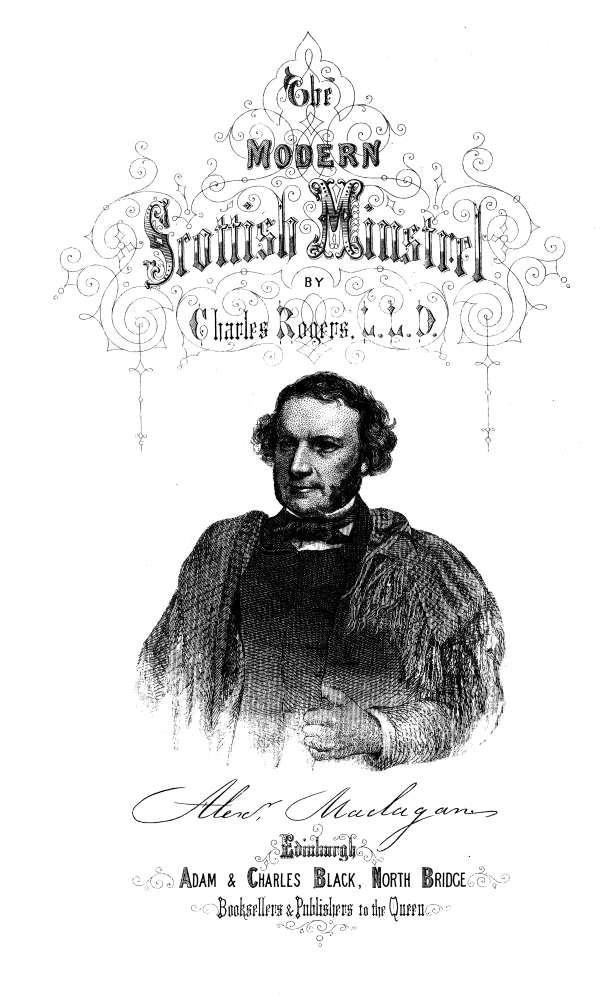 The
MODERN
Scottish Minstrel
BY
Charles Rogers, L.L.D.
Alexr. Maclagan
Edinburgh
ADAM & CHARLES BLACK, NORTH BRIDGE
Booksellers & Publishers to the Queen